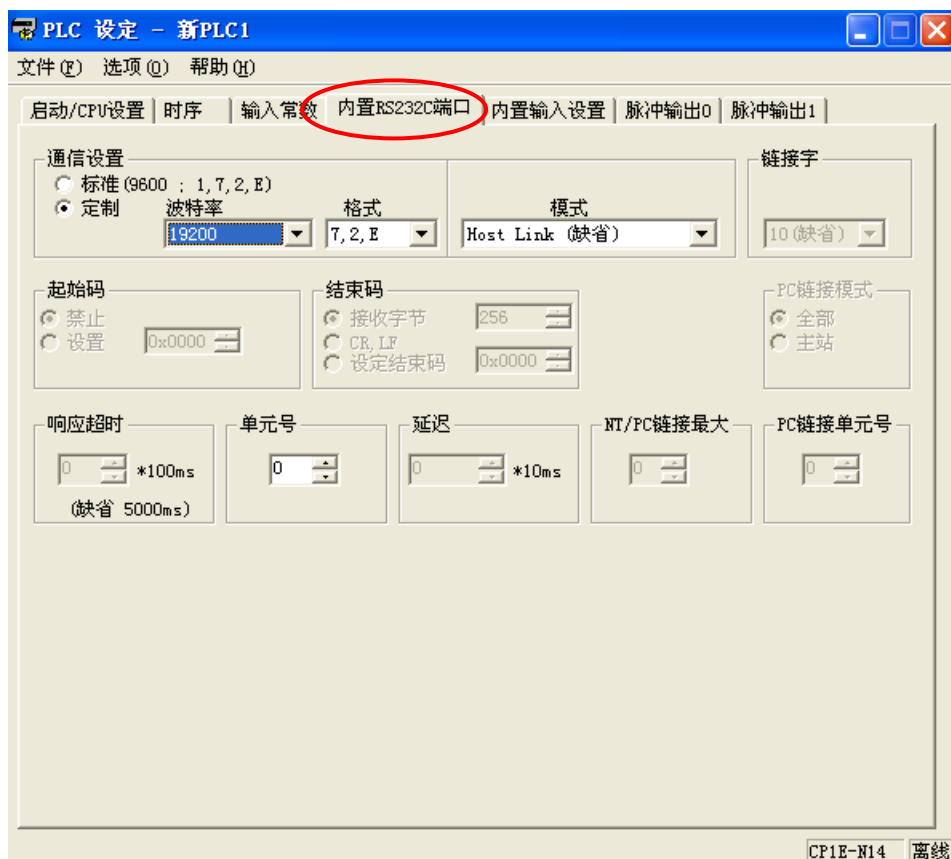 PLC 设定 - 新PLC1
文件(F) 选项(O) 帮助(H)
启动/CPU设置 时序 输入常数 内置RS232C端口 内置输入设置 脉冲输出0 脉冲输出1
通信设置 链接字
标准(9600 ; 1,7,2,E)
定制 波特率 格式 模式
19200 7,2,E Host Link (缺省) 10(缺省)
起始码 结束码 PC链接模式
禁止 接收字节 256 全部
设置 0x0000 CR,LF 主站
设定结束码 0x0000
响应超时 单元号 延迟 NT/PC链接最大 PC链接单元号
0 *100ms 0 0 *10ms 0 0
(缺省 5000ms)
CP1E-N14 离线